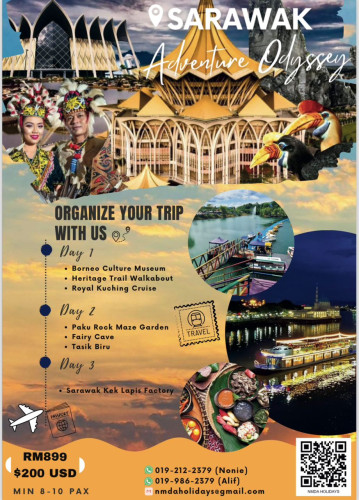 SARAWAK
Adventure Odyssey
ORGANIZE YOUR TRIP
WITH US
Day 1
Borneo Culture Museum
Heritage Trail Walkabout
Royal Kuching Cruise
Day 2
Paku Rock Maze Garden
Fairy Cave
Tasik Biru
TRAVEL
Day 3
Sarawak Kek Lapis Factory
RM899
$200 USD
MIN 8-10 PAX
019-212-2379 (Nonie)
019-986-2379 (Alif)
nmdaholidays@gmail.com
NMDA HOLIDAYS